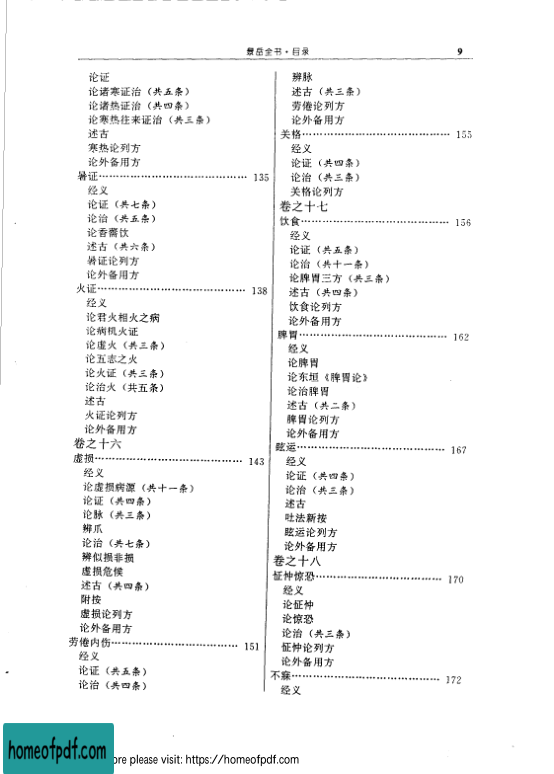 景岳全书·目录 9
论证
论诸寒证治（共五条）
论诸热证治（共四条）
论寒热往来证治（共三条）
述古
寒热论列方
论外备用方
暑证…………………………………… 135
经义
论证（共七条）
论治（共五条）
论香薷饮
述古（共六条）
暑证论列方
论外备用方
火证…………………………………… 138
经义
论君火相火之病
论病机火证
论虚火（共三条）
论五志之火
论火证（共三条）
论治火（共五条）
述古
火证论列方
论外备用方
卷之十六
虚损…………………………………… 143
经义
论虚损病源（共十一条）
论证（共四条）
论脉（共三条）
辨爪
论治（共七条）
辨似损非损
虚损危候
述古（共四条）
附按
虚损论列方
论外备用方
劳倦内伤……………………………… 151
经义
论证（共五条）
论治（共四条）
辨脉
述古（共三条）
劳倦论列方
论外备用方
关格…………………………………… 155
经义
论证（共四条）
论治（共三条）
关格论列方
卷之十七
饮食…………………………………… 156
经义
论证（共五条）
论治（共十一条）
论脾胃三方（共三条）
述古（共四条）
饮食论列方
论外备用方
脾胃…………………………………… 162
经义
论脾胃
论东垣《脾胃论》
论治脾胃
述古（共二条）
脾胃论列方
论外备用方
眩运…………………………………… 167
经义
论证（共四条）
论治（共三条）
述古
吐法新按
眩运论列方
论外备用方
卷之十八
怔忡惊恐……………………………… 170
经义
论怔忡
论惊恐
论治（共三条）
怔忡论列方
论外备用方
不寐…………………………………… 172
经义
homeofpdf.com
ore please visit: https://homeofpdf.com